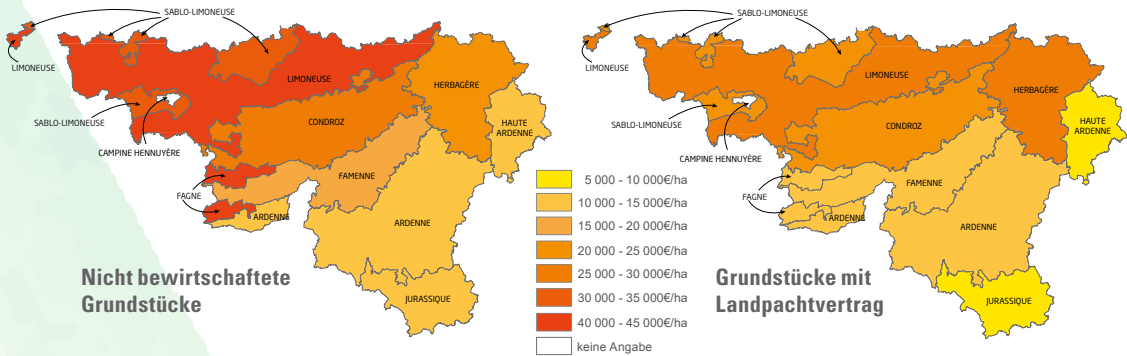 SABLO-LIMONEUSE
LIMONEUSE
LIMONEUSE
HERBAGÈRE
SABLO-LIMONEUSE
CONDROZ
HAUTE
ARDENNE
CAMPINE HENNUYÈRE
FAMENNE
FAGNE
ARDENNE
ARDENNE
JURASSIQUE
Nicht bewirtschaftete
Grundstücke
5 000 - 10 000€/ha
10 000 - 15 000€/ha
15 000 - 20 000€/ha
20 000 - 25 000€/ha
25 000 - 30 000€/ha
30 000 - 35 000€/ha
40 000 - 45 000€/ha
keine Angabe
SABLO-LIMONEUSE
LIMONEUSE
LIMONEUSE
HERBAGÈRE
SABLO-LIMONEUSE
CONDROZ
HAUTE
ARDENNE
CAMPINE HENNUYÈRE
FAMENNE
FAGNE
ARDENNE
ARDENNE
JURASSIQUE
Grundstücke mit
Landpachtvertrag